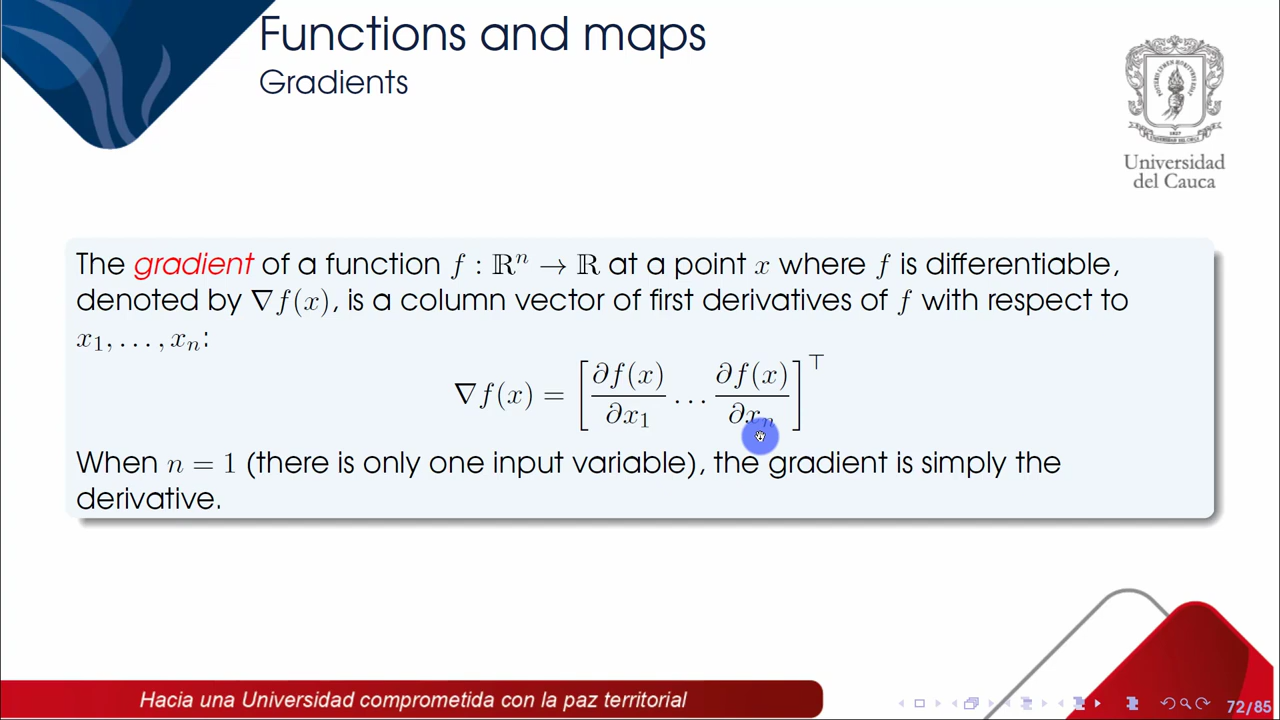 Functions and maps
Gradients
Universidad
del Cauca
The gradient of a function f : ℝⁿ → ℝ at a point x where f is differentiable,
denoted by ∇f(x), is a column vector of first derivatives of f with respect to
x₁, . . . , xₙ:
∇f(x) = [∂f(x)/∂x₁ . . . ∂f(x)/∂xₙ]⊤
When n = 1 (there is only one input variable), the gradient is simply the
derivative.
Hacia una Universidad comprometida con la paz territorial
72/85